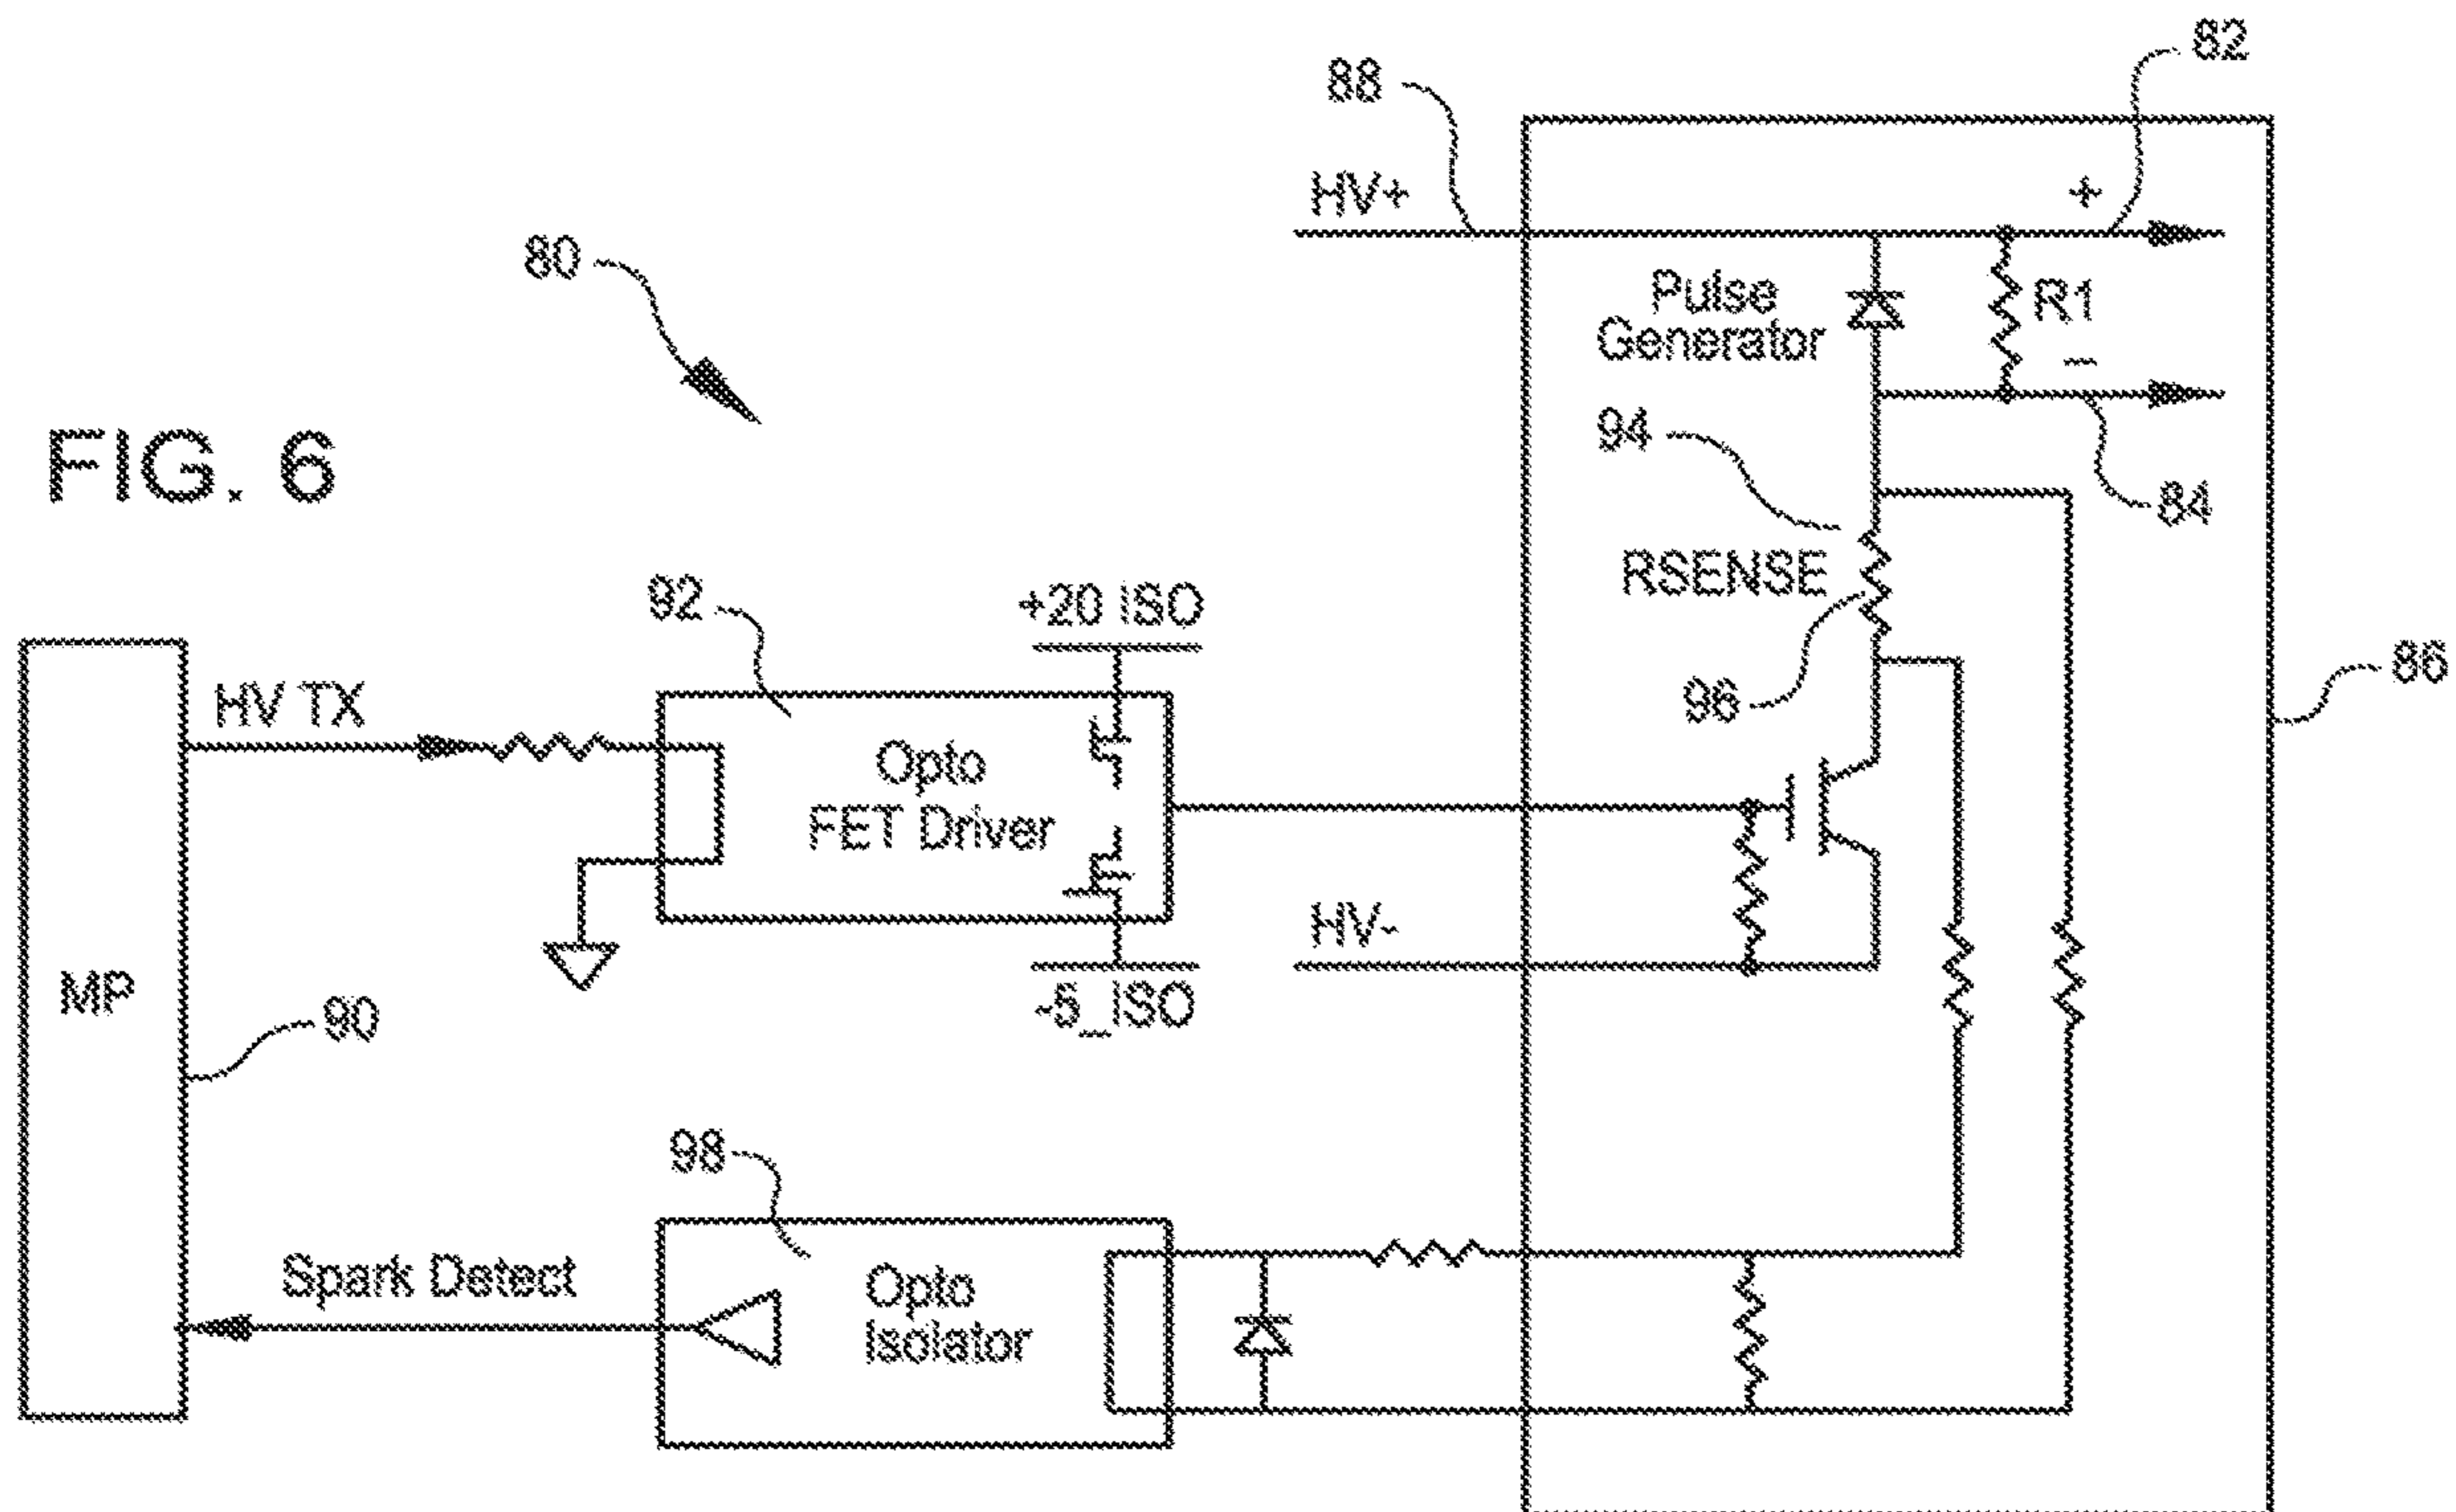 82
88
HV+
+
80
Pulse
Generator
R1
-
FIG. 6
94
84
RSENSE
92
+20 ISO
86
96
HV TX
Opto
FET Driver
HV-
MP
-5_ISO
90
98
Spark Detect
Opto
Isolator